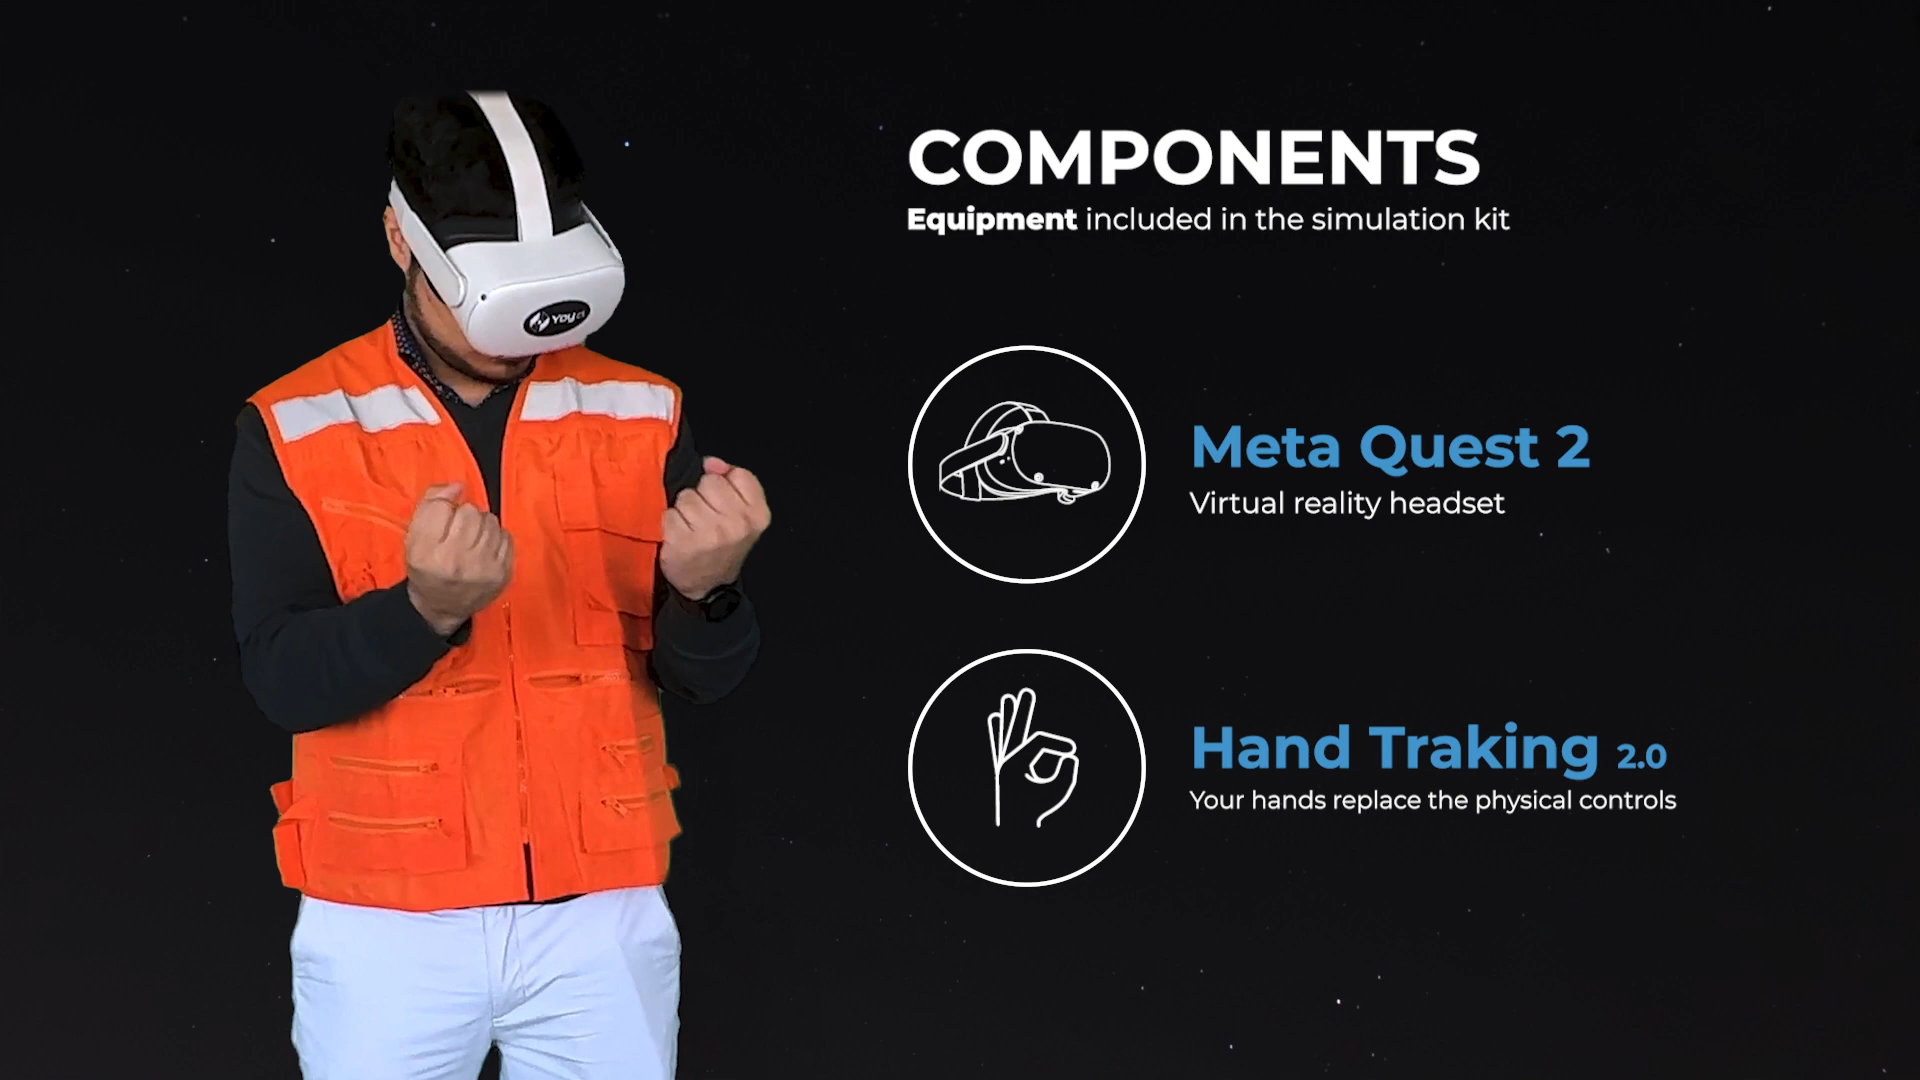 COMPONENTS
Equipment included in the simulation kit
Meta Quest 2
Virtual reality headset
Hand Traking 2.0
Your hands replace the physical controls